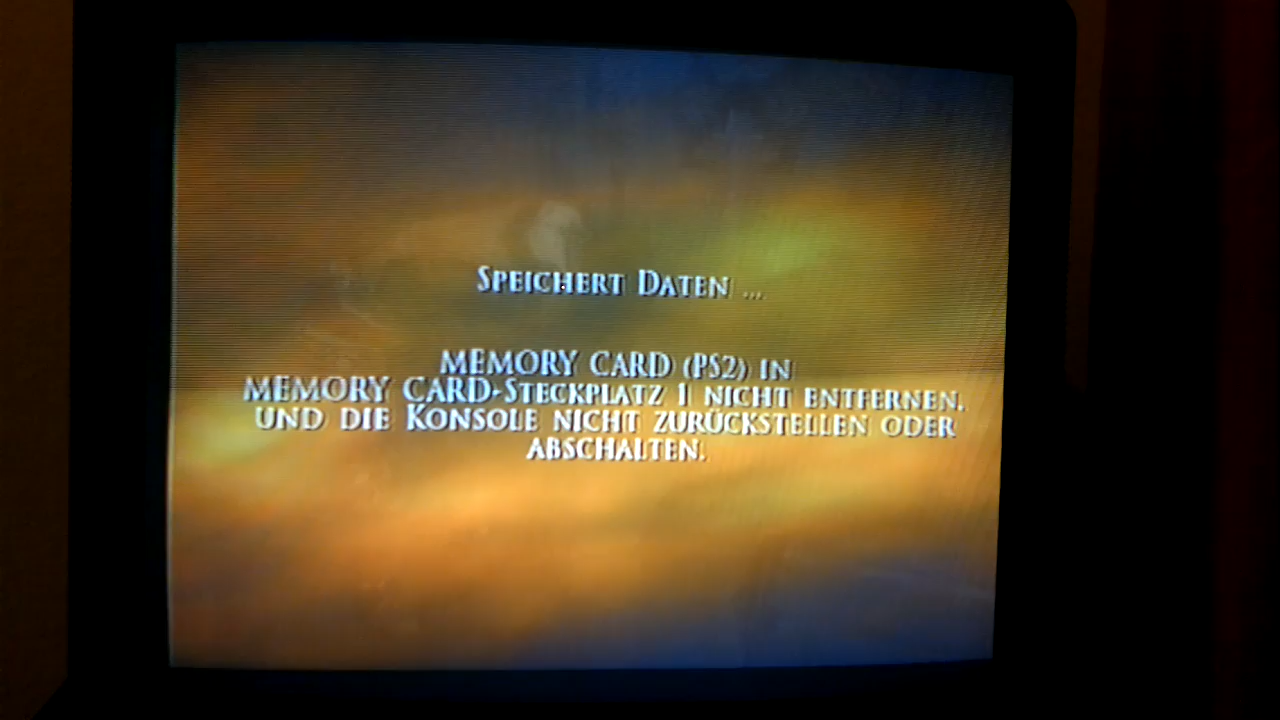 Speichert Daten ...
MEMORY CARD (PS2) in
MEMORY CARD-Steckplatz 1 nicht entfernen.
und die Konsole nicht zurückstellen oder
abschalten.